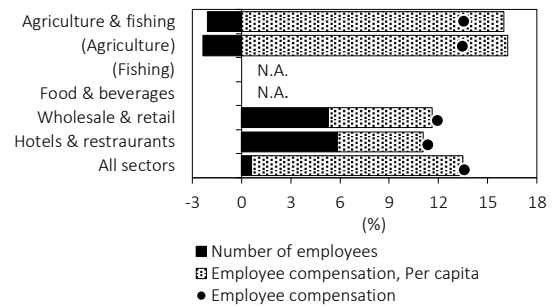 Agriculture & fishing
(Agriculture)
(Fishing) N.A.
Food & beverages N.A.
Wholesale & retail
Hotels & restraurants
All sectors
-3 0 3 6 9 12 15 18
(%)
Number of employees
Employee compensation, Per capita
Employee compensation